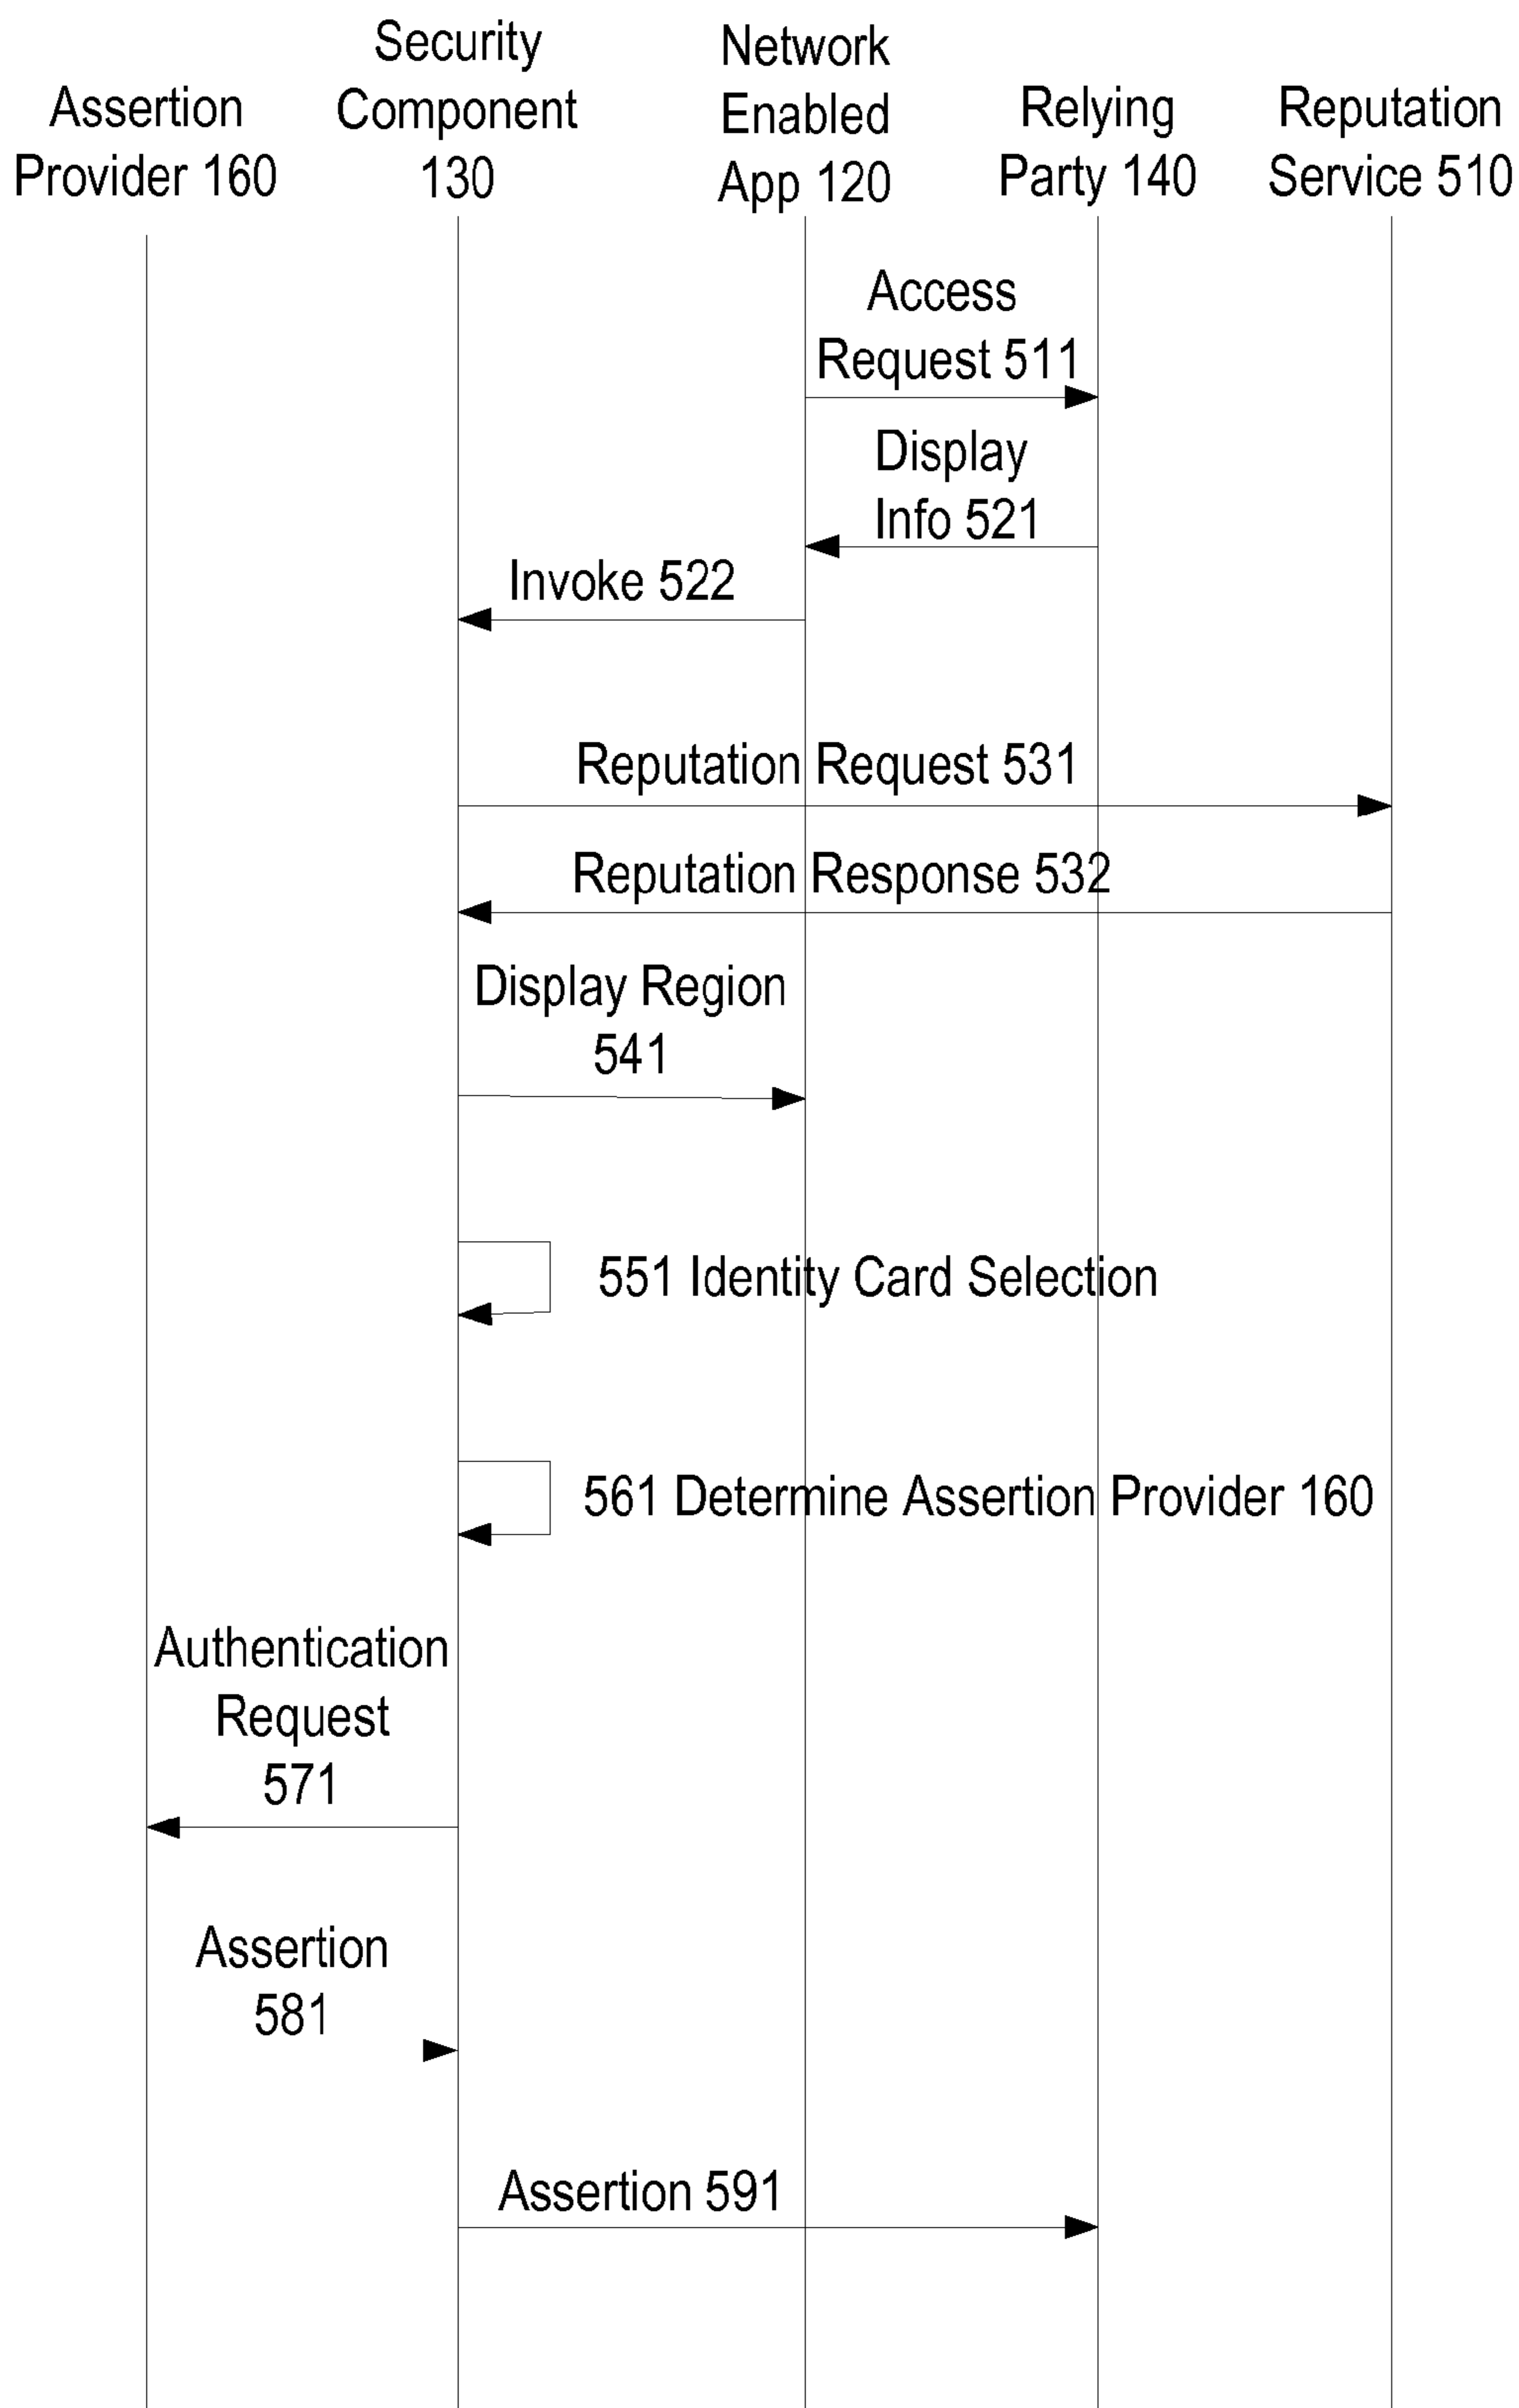 Assertion
Provider 160
Security
Component
130
Network
Enabled
App 120
Relying
Party 140
Reputation
Service 510
Access
Request 511
Display
Info 521
Invoke 522
Reputation Request 531
Reputation Response 532
Display Region
541
551 Identity Card Selection
561 Determine Assertion Provider 160
Authentication
Request
571
Assertion
581
Assertion 591